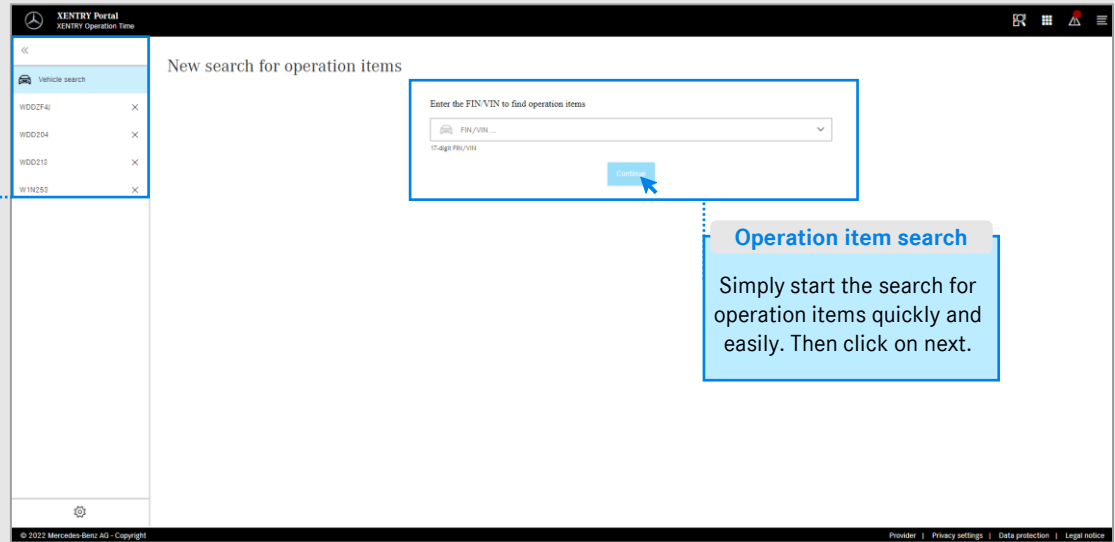 XENTRY Portal
XENTRY Operation Time
Vehicle search
WDDZF4J
WDD204
WDD213
W1N253
New search for operation items
Enter the FIN/VIN to find operation items
FIN/VIN ...
17-digit FIN/VIN
Continue
Operation item search
Simply start the search for
operation items quickly and
easily. Then click on next.
© 2022 Mercedes-Benz AG - Copyright
Provider | Privacy settings | Data protection | Legal notice